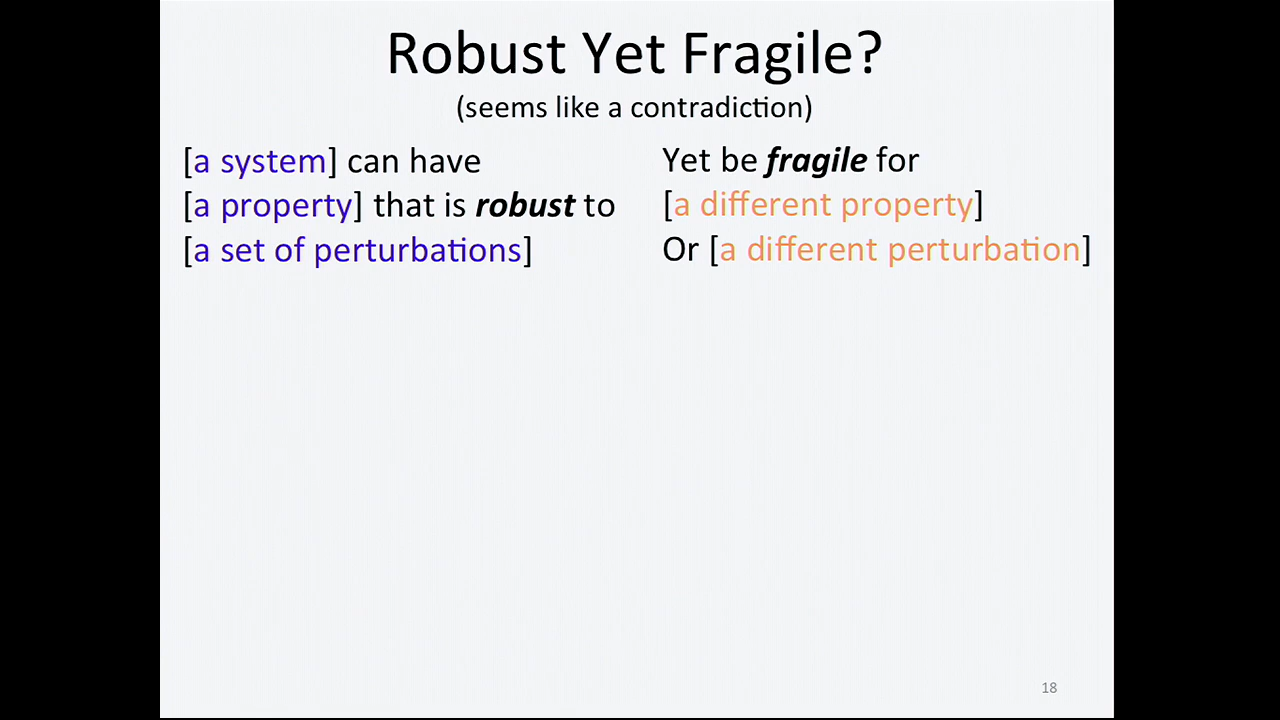 Robust Yet Fragile?
(seems like a contradiction)
[a system] can have
[a property] that is robust to
[a set of perturbations]
Yet be fragile for
[a different property]
Or [a different perturbation]
18